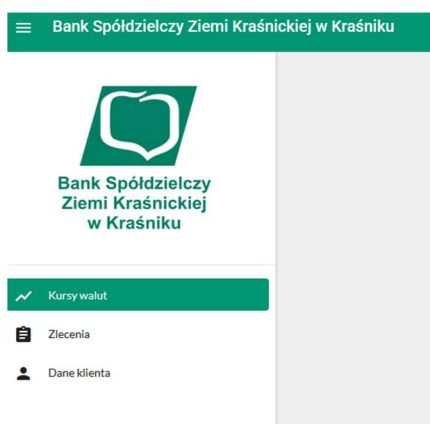 Bank Spółdzielczy Ziemi Kraśnickiej w Kraśniku
Bank Spółdzielczy
Ziemi Kraśnickiej
w Kraśniku
Kursy walut
Zlecenia
Dane klienta